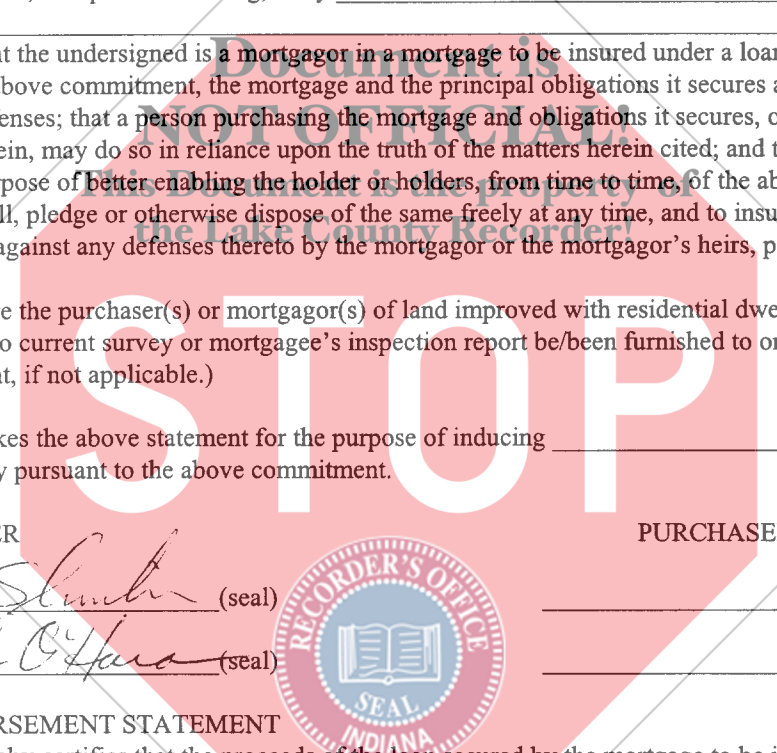 at the undersigned is a mortgagor in a mortgage to be insured under a loan
above commitment, the mortgage and the principal obligations it secures a
enses; that a person purchasing the mortgage and obligations it secures, o
ein, may do so in reliance upon the truth of the matters herein cited; and t
rpose of better enabling the holder or holders, from time to time, of the ab
ll, pledge or otherwise dispose of the same freely at any time, and to insu
against any defenses thereto by the mortgagor or the mortgagor's heirs, p
Document is
NOT OFFICIAL!
This Document is the property of
the Lake County Recorder!
e the purchaser(s) or mortgagor(s) of land improved with residential dwe
o current survey or mortgagee's inspection report be/been furnished to or
t, if not applicable.)
STOP
kes the above statement for the purpose of inducing
y pursuant to the above commitment.
ER PURCHASE
(seal)
O'Hara (seal)
RECORDER'S OFFICE
SEAL
INDIANA
RSEMENT STATEMENT